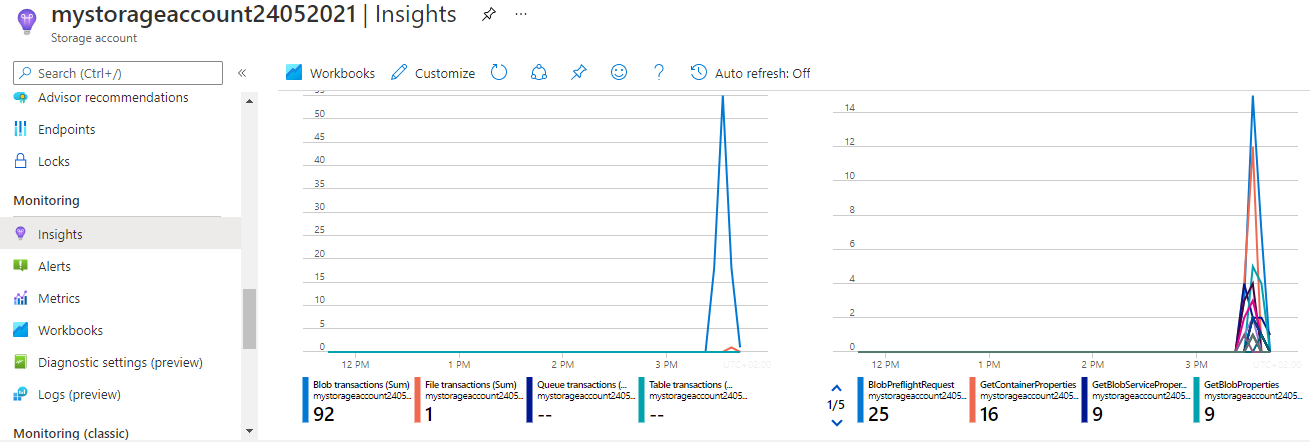 mystorageaccount24052021 | Insights
...
Storage account
Search (Ctrl+/)
«
Workbooks
Customize
?
Auto refresh: Off
Advisor recommendations
Endpoints
Locks
Monitoring
Insights
Alerts
Metrics
Workbooks
Diagnostic settings (preview)
Logs (preview)
Monitoring (classic)
55
50
45
40
35
30
25
20
15
10
5
0
12 PM
1 PM
2 PM
3 PM
UTC+02:00
Blob transactions (Sum)
mystorageaccount2405...
92
File transactions (Sum)
mystorageaccount2405...
1
Queue transactions (...
mystorageaccount2405...
--
Table transactions (...
mystorageaccount2405...
--
14
12
10
8
6
4
2
0
12 PM
1 PM
2 PM
3 PM
UTC+02:00
1/5
BlobPreflightRequest
mystorageaccount2405...
25
GetContainerProperties
mystorageaccount2405...
16
GetBlobServiceProper...
mystorageaccount2405...
9
GetBlobProperties
mystorageaccount2405...
9